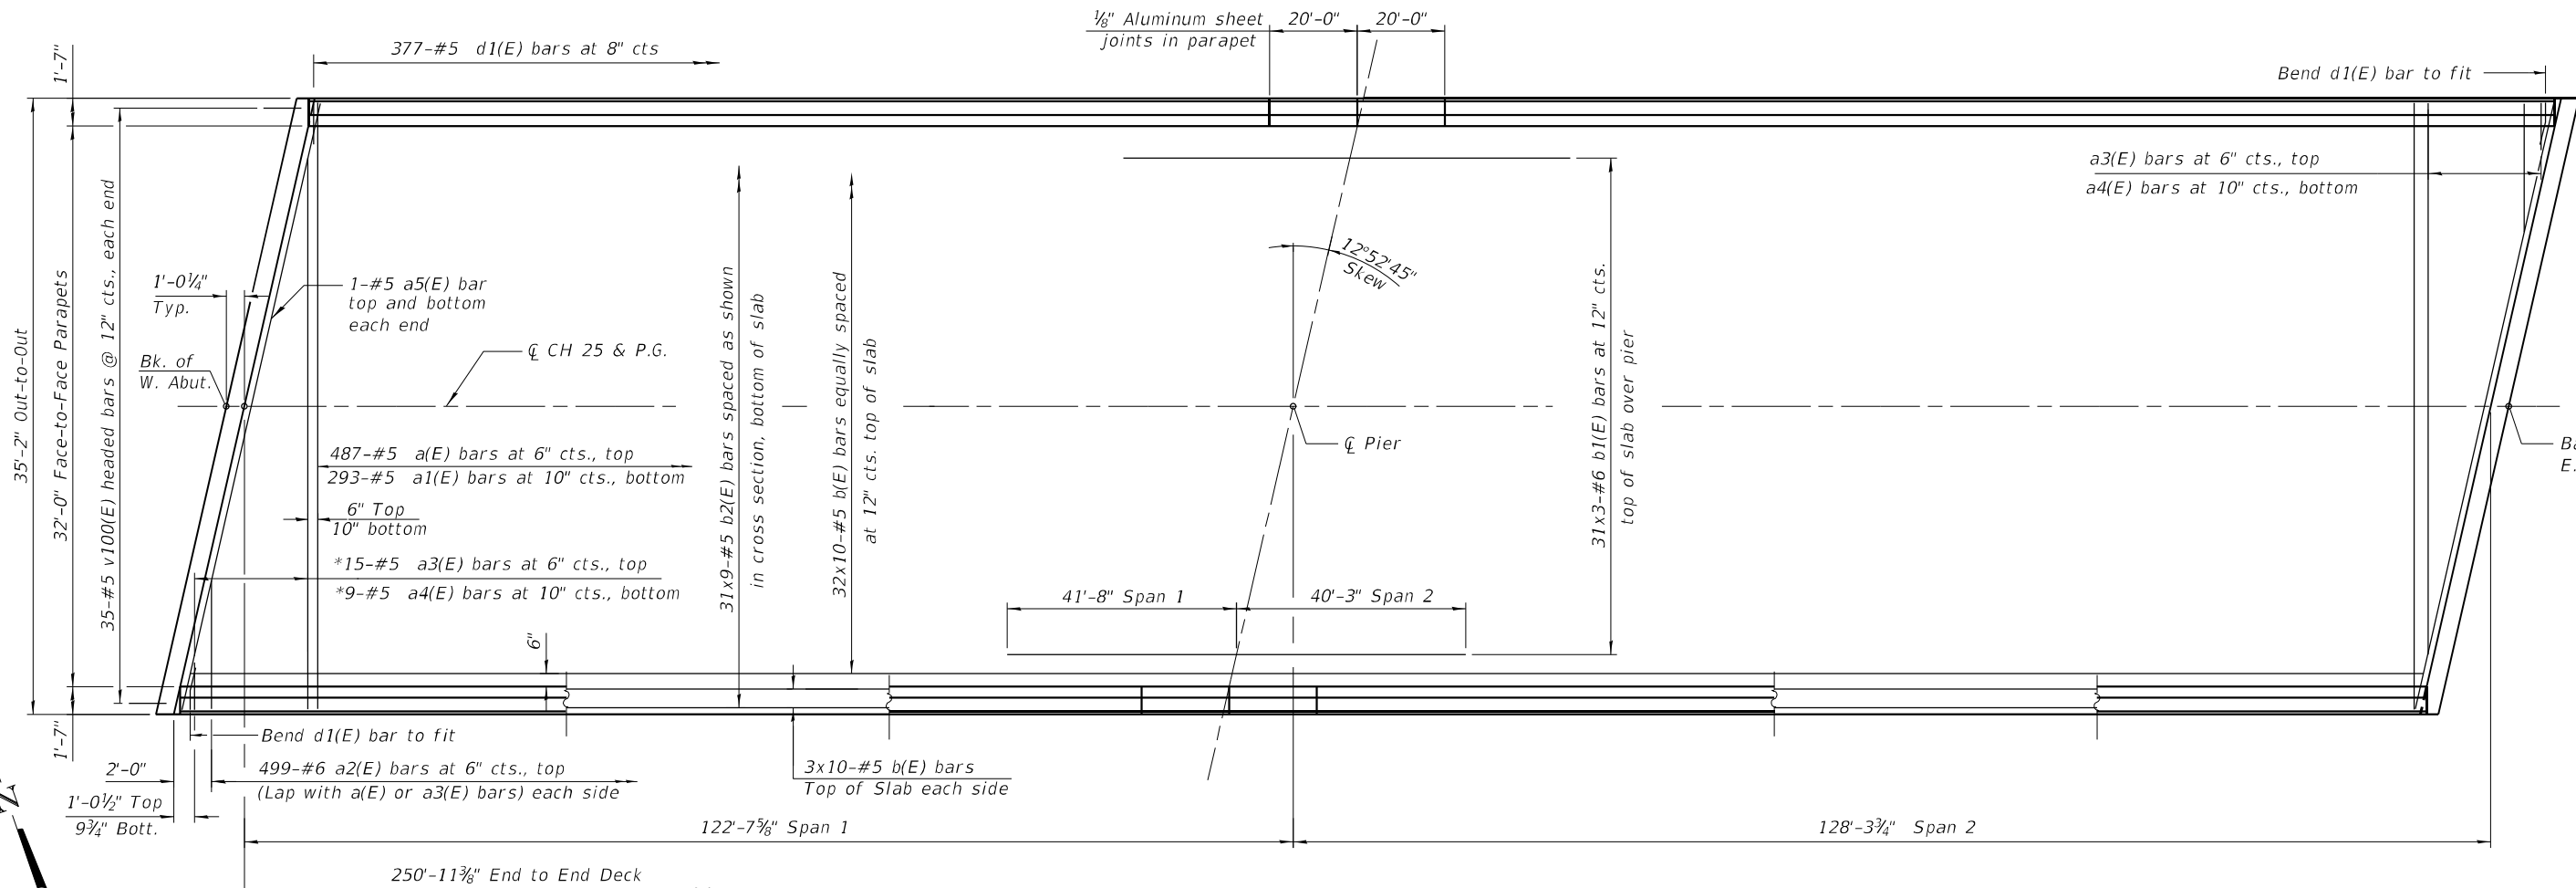 ⅛" Aluminum sheet
joints in parapet
20'-0"
20'-0"
377-#5 d1(E) bars at 8" cts
Bend d1(E) bar to fit
1'-7"
35'-2" Out-to-Out
32'-0" Face-to-Face Parapets
35-#5 v100(E) headed bars @ 12" cts., each end
1'-7"
a3(E) bars at 6" cts., top
a4(E) bars at 10" cts., bottom
12°52'45"
Skew
1'-0¼"
Typ.
1-#5 a5(E) bar
top and bottom
each end
Bk. of
W. Abut.
℄ CH 25 & P.G.
31x9-#5 b2(E) bars spaced as shown
in cross section, bottom of slab
32x10-#5 b(E) bars equally spaced
at 12" cts. top of slab
31x3-#6 b1(E) bars at 12" cts.
top of slab over pier
℄ Pier
E.
487-#5 a(E) bars at 6" cts., top
293-#5 a1(E) bars at 10" cts., bottom
6" Top
10" bottom
*15-#5 a3(E) bars at 6" cts., top
*9-#5 a4(E) bars at 10" cts., bottom
41'-8" Span 1
40'-3" Span 2
6"
Bend d1(E) bar to fit
2'-0"
499-#6 a2(E) bars at 6" cts., top
(Lap with a(E) or a3(E) bars) each side
3x10-#5 b(E) bars
Top of Slab each side
1'-0½" Top
9¾" Bott.
122'-7⅝" Span 1
128'-3¾" Span 2
250'-11⅜" End to End Deck